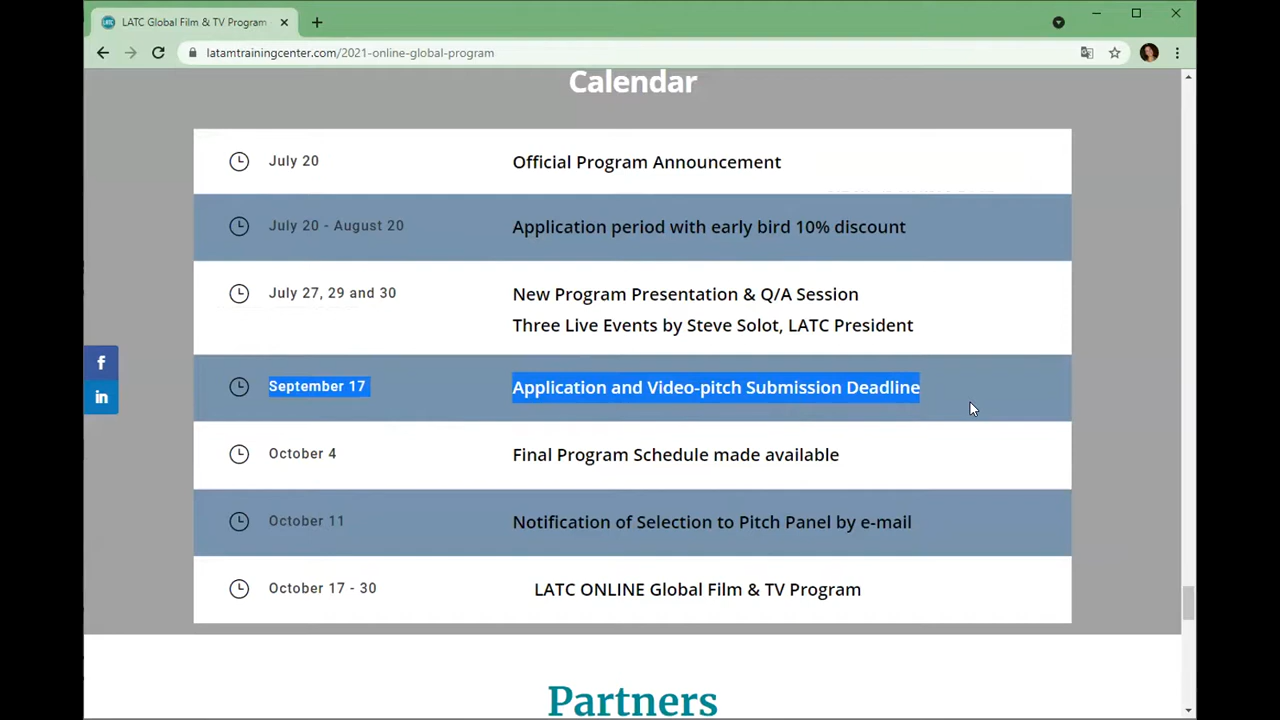 LATC Global Film & TV Program
latamtrainingcenter.com/2021-online-global-program
Calendar
July 20
Official Program Announcement
July 20 - August 20
Application period with early bird 10% discount
July 27, 29 and 30
New Program Presentation & Q/A Session
Three Live Events by Steve Solot, LATC President
September 17
Application and Video-pitch Submission Deadline
October 4
Final Program Schedule made available
October 11
Notification of Selection to Pitch Panel by e-mail
October 17 - 30
LATC ONLINE Global Film & TV Program
Partners